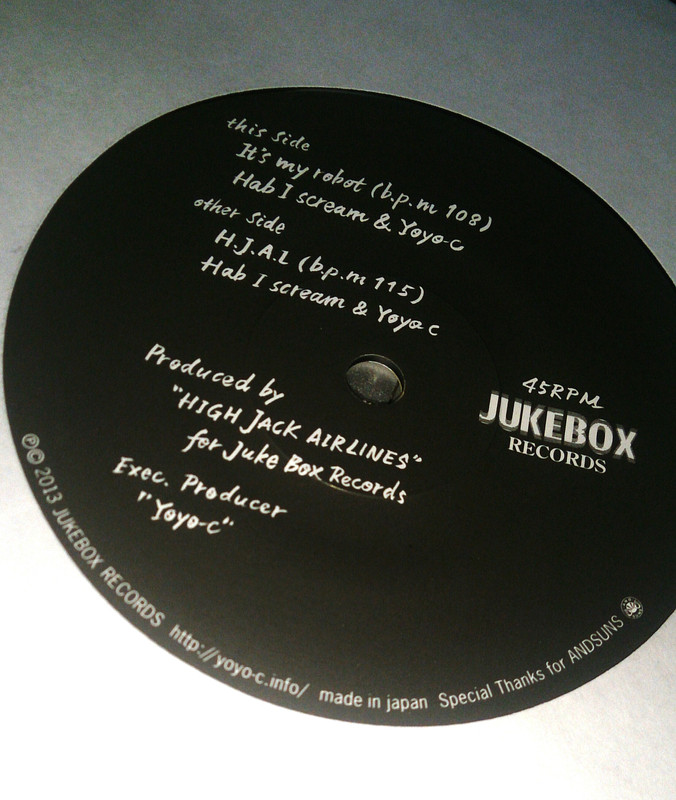 this side
It's my robot (b.p.m 108)
Hab I scream & Yoyo-c
other side
H.J.A.L (b.p.m 115)
Hab I scream & Yoyo c
Produced by
"HIGH JACK AIRLINES"
for Juke Box Records
Exec. Producer
"Yoyo-c"
45RPM
JUKEBOX
RECORDS
℗© 2013 JUKEBOX RECORDS http://yoyo-c.info/ made in japan Special Thanks for ANDSUNS